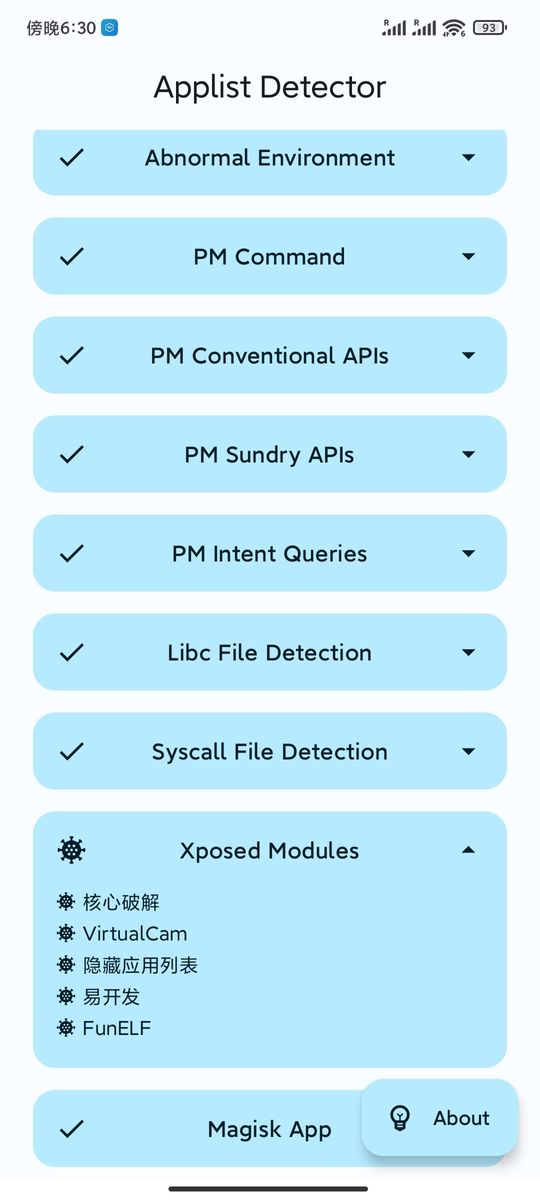 傍晚6:30
R
R
6
93
Applist Detector
Abnormal Environment
PM Command
PM Conventional APIs
PM Sundry APIs
PM Intent Queries
Libc File Detection
Syscall File Detection
Xposed Modules
核心破解
VirtualCam
隐藏应用列表
易开发
FunELF
Magisk App
About